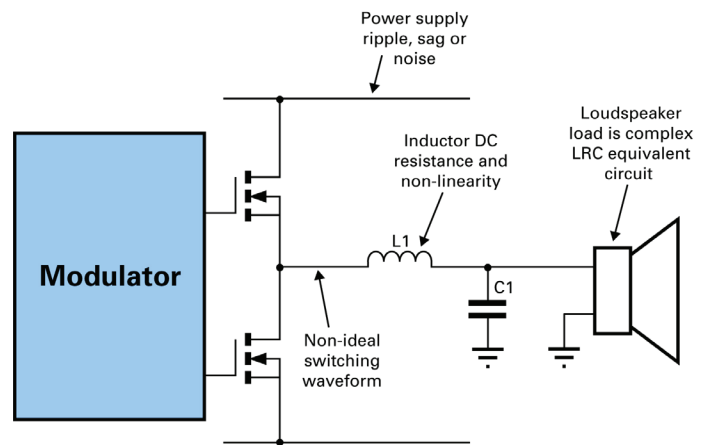 Power supply
ripple, sag or
noise
Loudspeaker
load is complex
LRC equivalent
circuit
Inductor DC
resistance and
non-linearity
L1
Modulator
C1
Non-ideal
switching
waveform